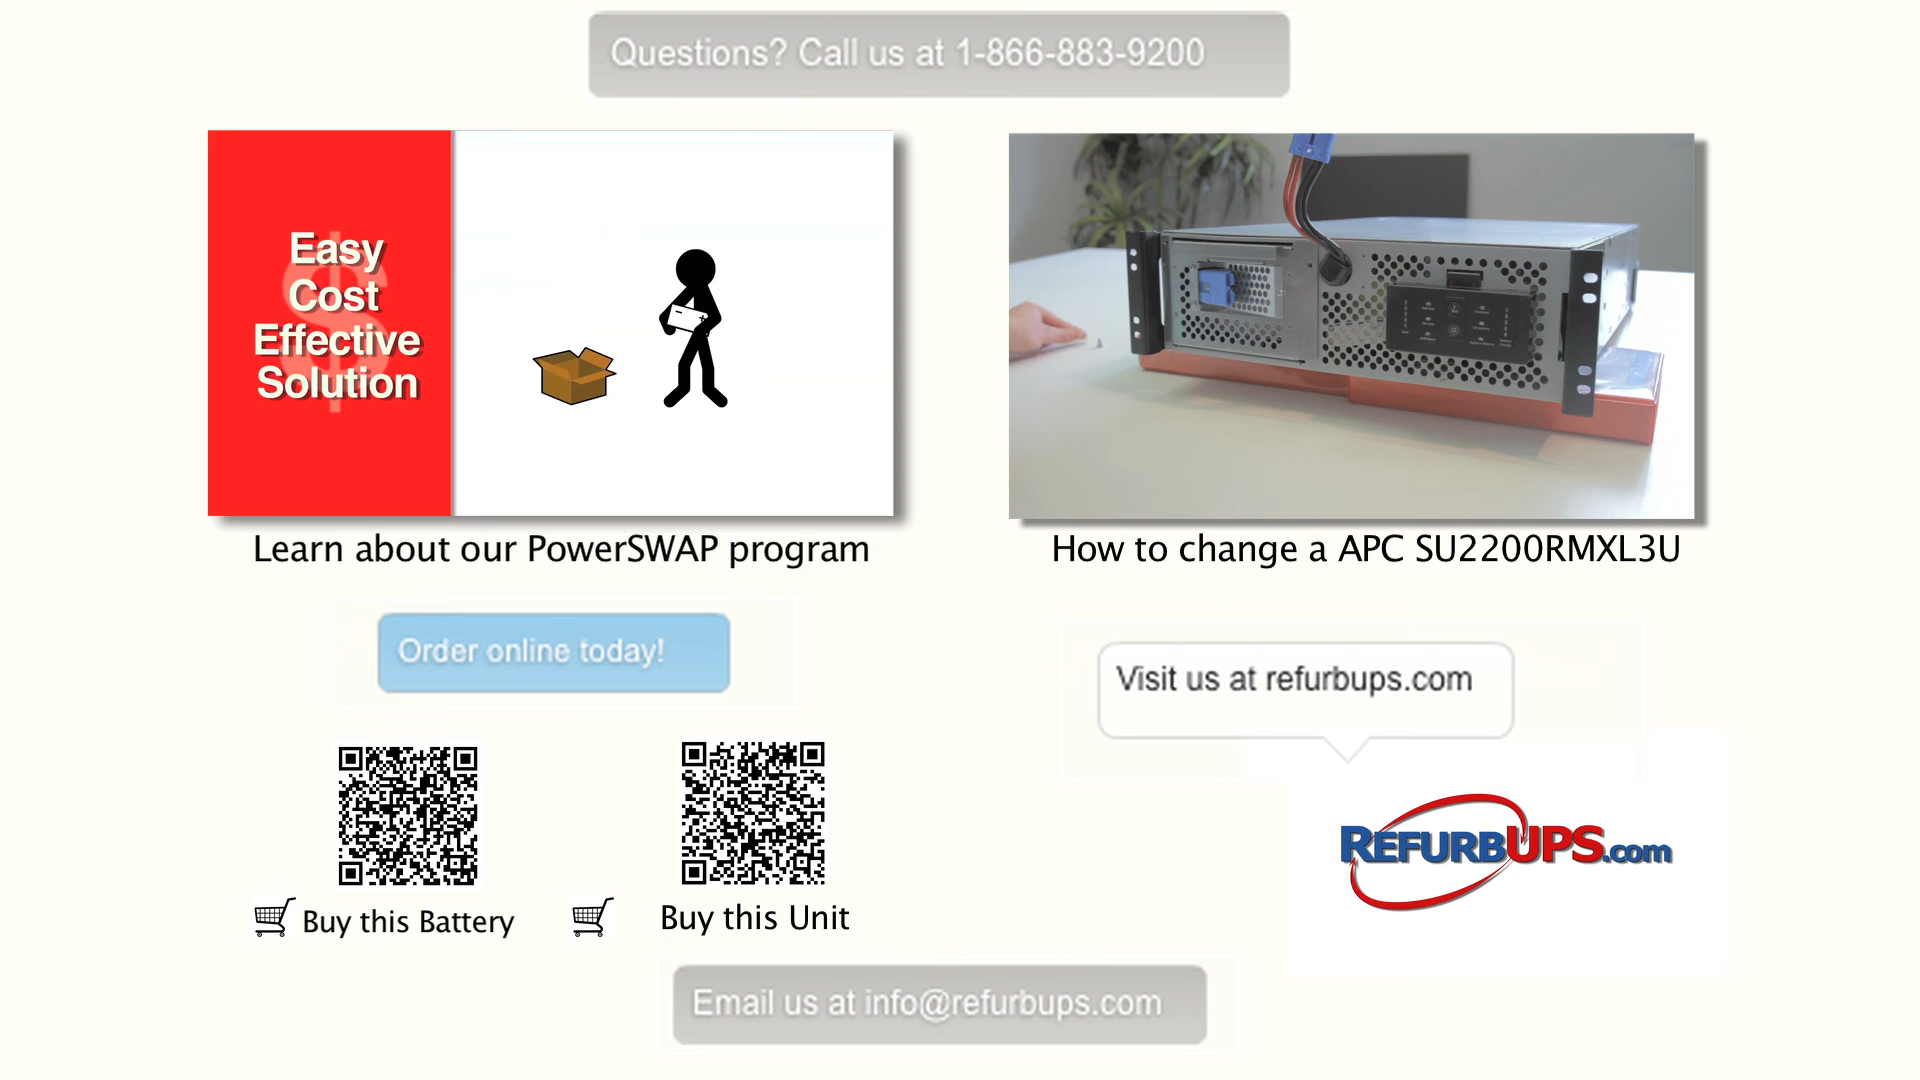 Questions? Call us at 1-866-883-9200
Easy
Cost
Effective
Solution
Learn about our PowerSWAP program
How to change a APC SU2200RMXL3U
Order online today!
Visit us at refurbups.com
REFURBUPS.com
Buy this Battery
Buy this Unit
Email us at info@refurbups.com